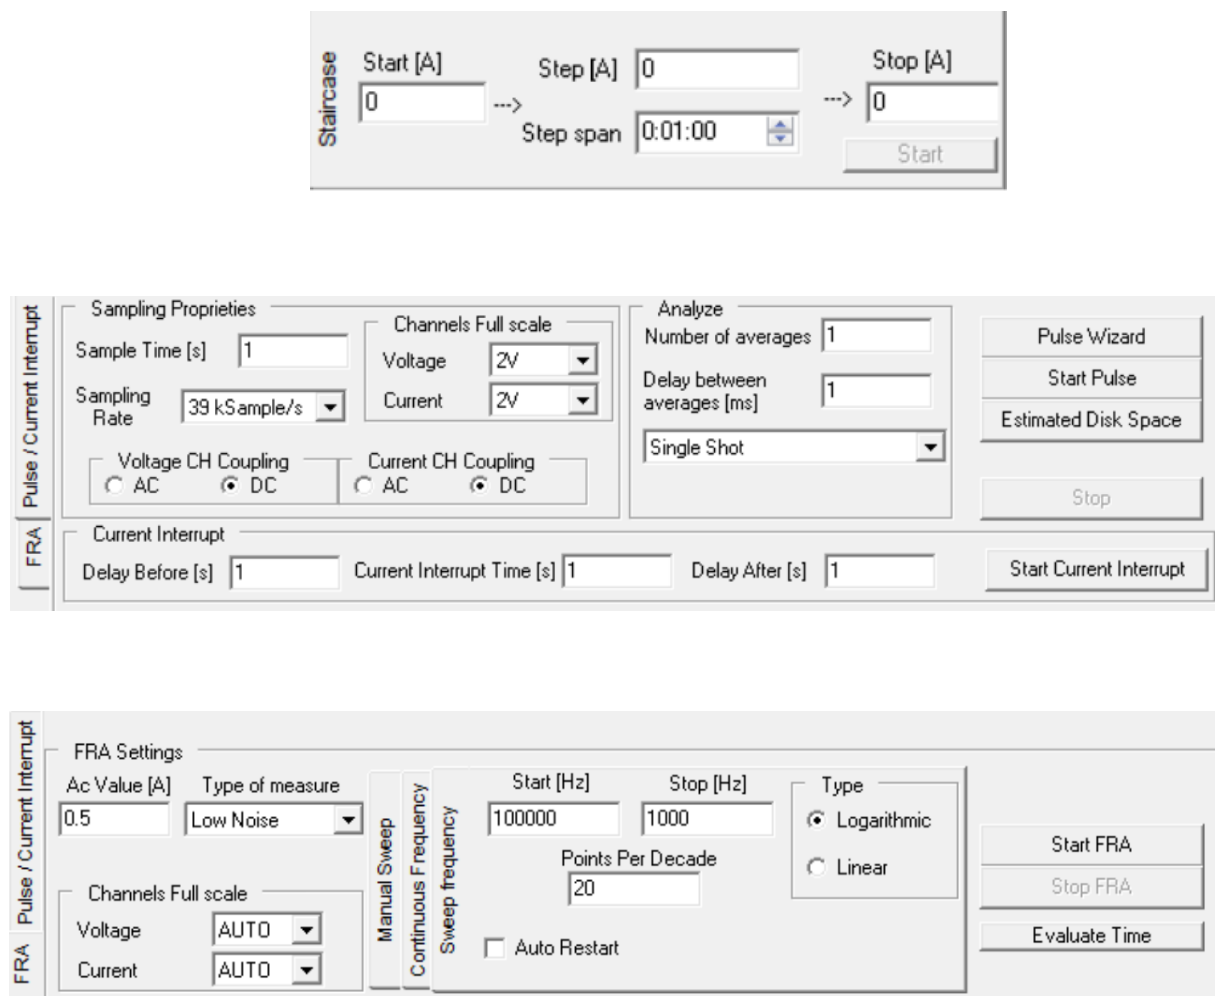 Staircase
Start [A]
0
--->
Step [A]
0
Step span
0:01:00
--->
Stop [A]
0
Start
Pulse / Current Interrupt
FRA
Sampling Proprieties
Sample Time [s]
1
Sampling
Rate
39 kSample/s
Channels Full scale
Voltage
2V
Current
2V
Voltage CH Coupling
AC
DC
Current CH Coupling
AC
DC
Analyze
Number of averages
1
Delay between
averages [ms]
1
Single Shot
Pulse Wizard
Start Pulse
Estimated Disk Space
Stop
Current Interrupt
Delay Before [s]
1
Current Interrupt Time [s]
1
Delay After [s]
1
Start Current Interrupt
Pulse / Current Interrupt
FRA
FRA Settings
Ac Value [A]
0.5
Type of measure
Low Noise
Channels Full scale
Voltage
AUTO
Current
AUTO
Manual Sweep
Continuous Frequency
Sweep frequency
Start [Hz]
100000
Stop [Hz]
1000
Points Per Decade
20
Auto Restart
Type
Logarithmic
Linear
Start FRA
Stop FRA
Evaluate Time